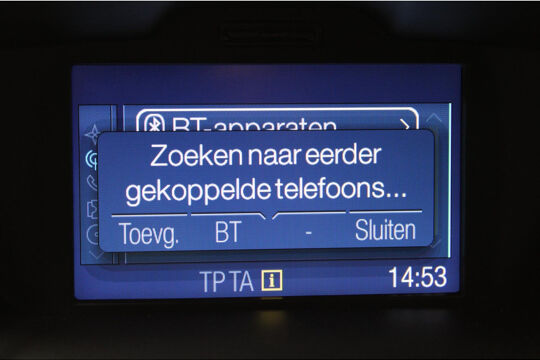 BT-apparaten
Zoeken naar eerder
gekoppelde telefoons...
Toevg. BT - Sluiten
TP TA i 14:53